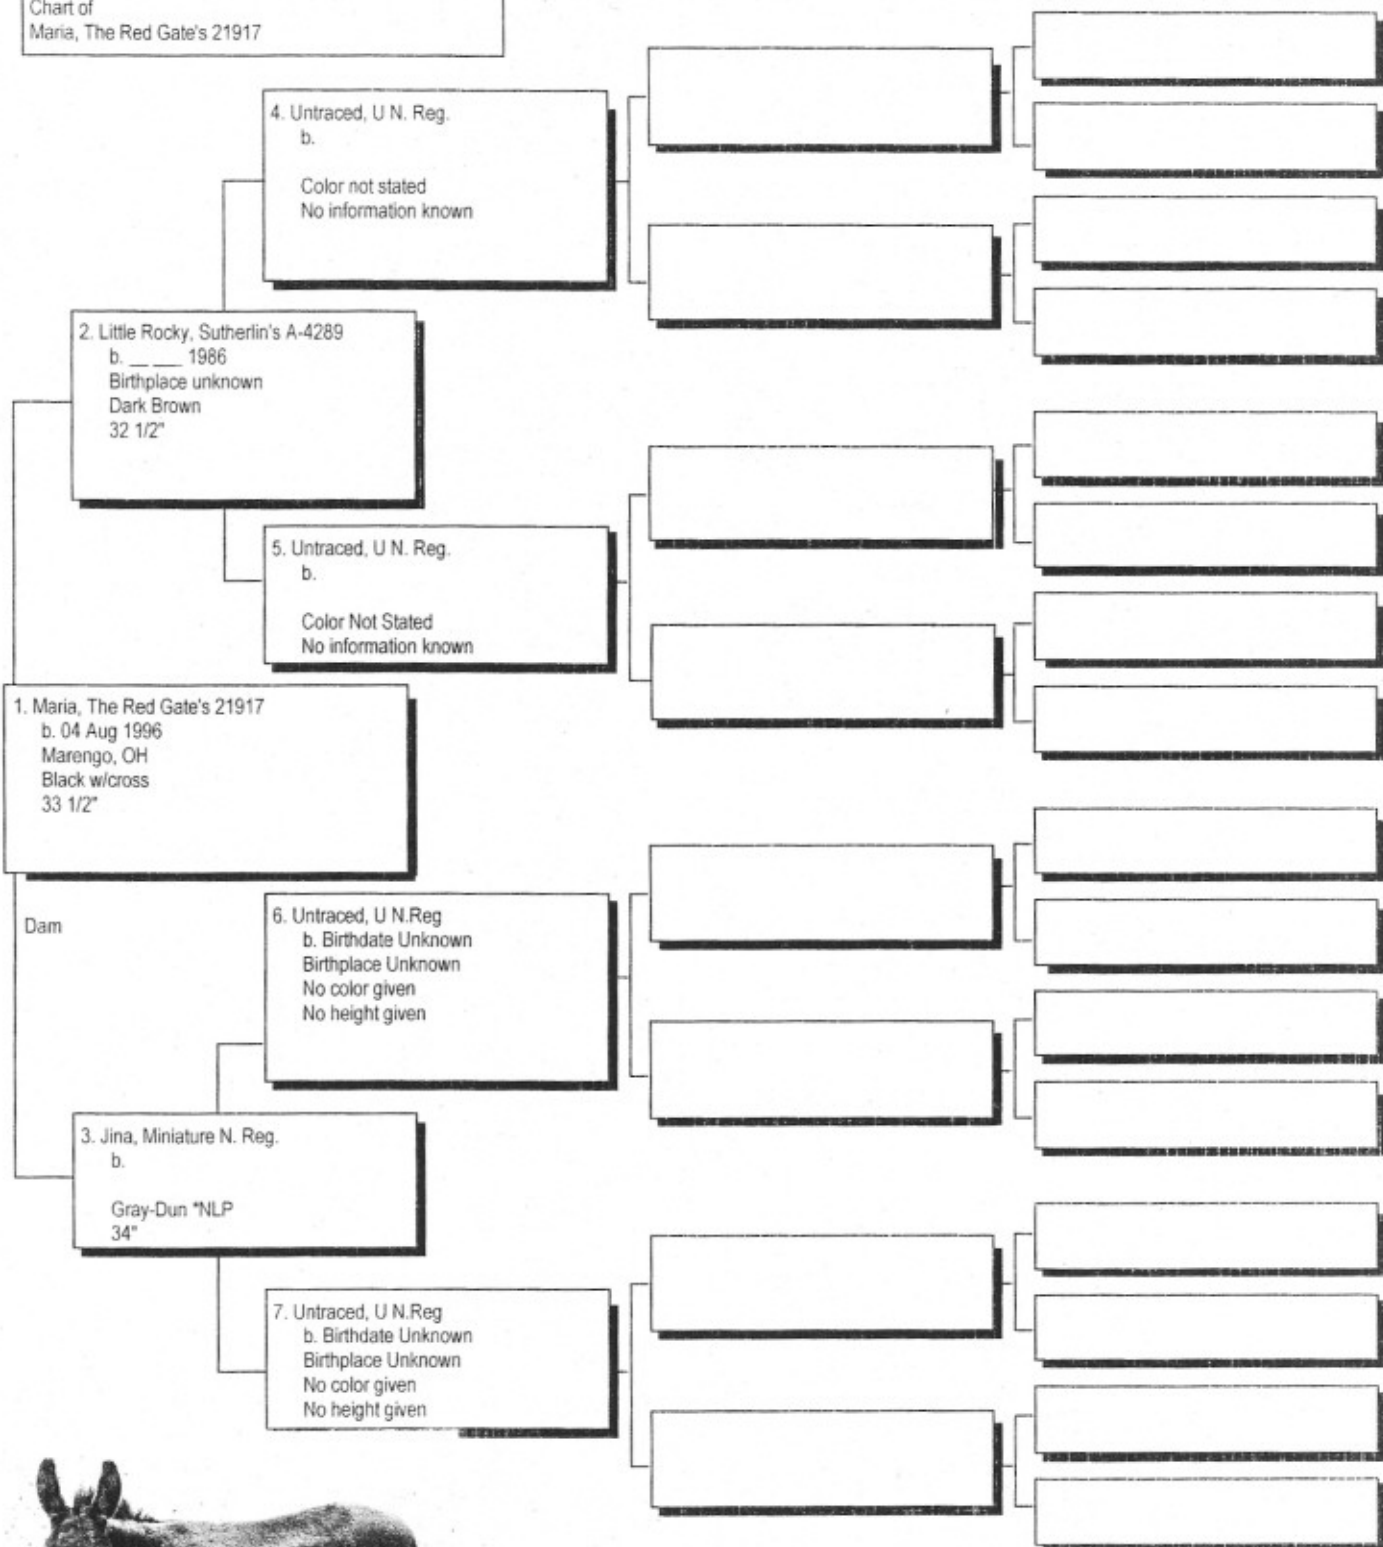 Chart of
Maria, The Red Gate's 21917
4. Untraced, U N. Reg.
b.
Color not stated
No information known
2. Little Rocky, Sutherlin's A-4289
b. __ ___ 1986
Birthplace unknown
Dark Brown
32 1/2"
5. Untraced, U N. Reg.
b.
Color Not Stated
No information known
1. Maria, The Red Gate's 21917
b. 04 Aug 1996
Marengo, OH
Black w/cross
33 1/2"
Dam
6. Untraced, U N.Reg
b. Birthdate Unknown
Birthplace Unknown
No color given
No height given
3. Jina, Miniature N. Reg.
b.
Gray-Dun *NLP
34"
7. Untraced, U N.Reg
b. Birthdate Unknown
Birthplace Unknown
No color given
No height given